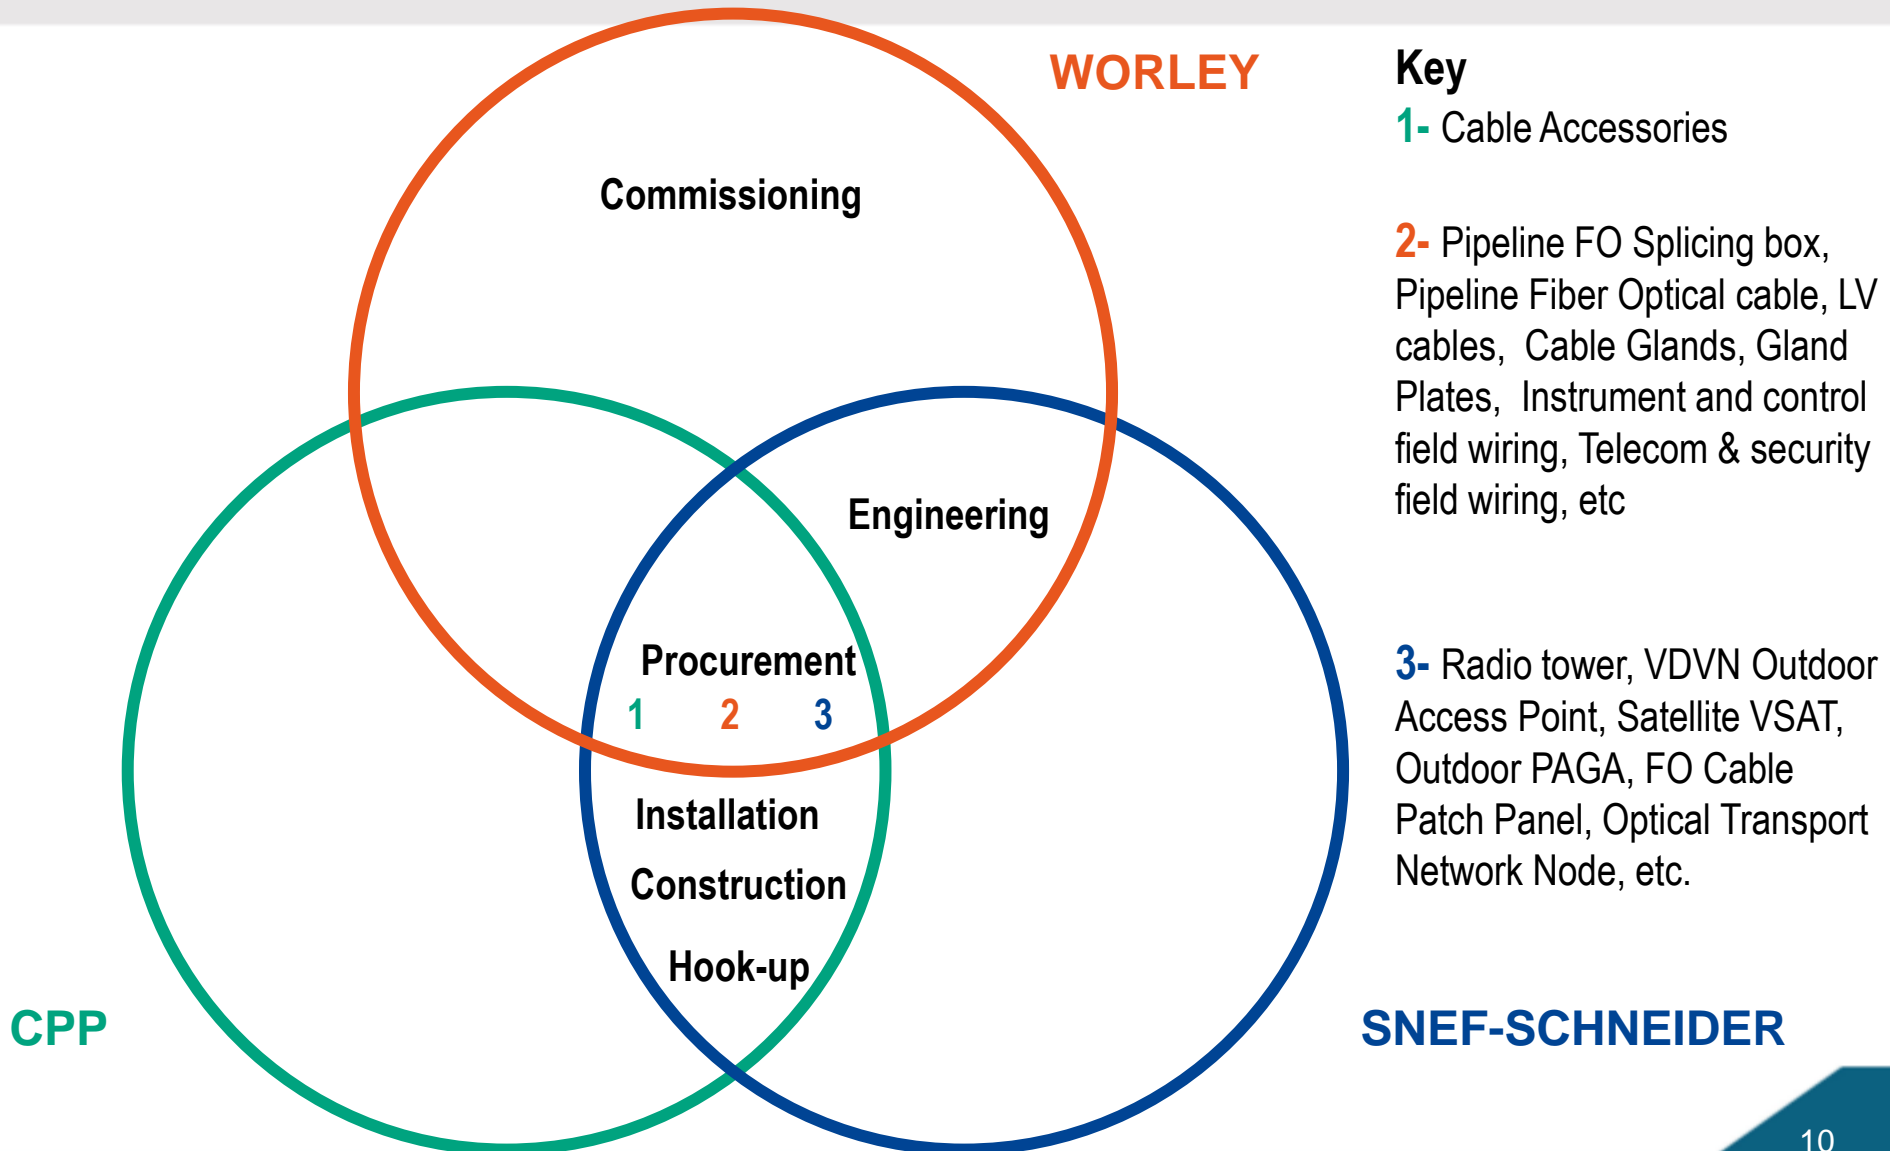 WORLEY
Commissioning
Engineering
Procurement
1 2 3
Installation
Construction
Hook-up
CPP
SNEF-SCHNEIDER
Key
1- Cable Accessories
2- Pipeline FO Splicing box,
Pipeline Fiber Optical cable, LV
cables, Cable Glands, Gland
Plates, Instrument and control
field wiring, Telecom & security
field wiring, etc
3- Radio tower, VDVN Outdoor
Access Point, Satellite VSAT,
Outdoor PAGA, FO Cable
Patch Panel, Optical Transport
Network Node, etc.
10